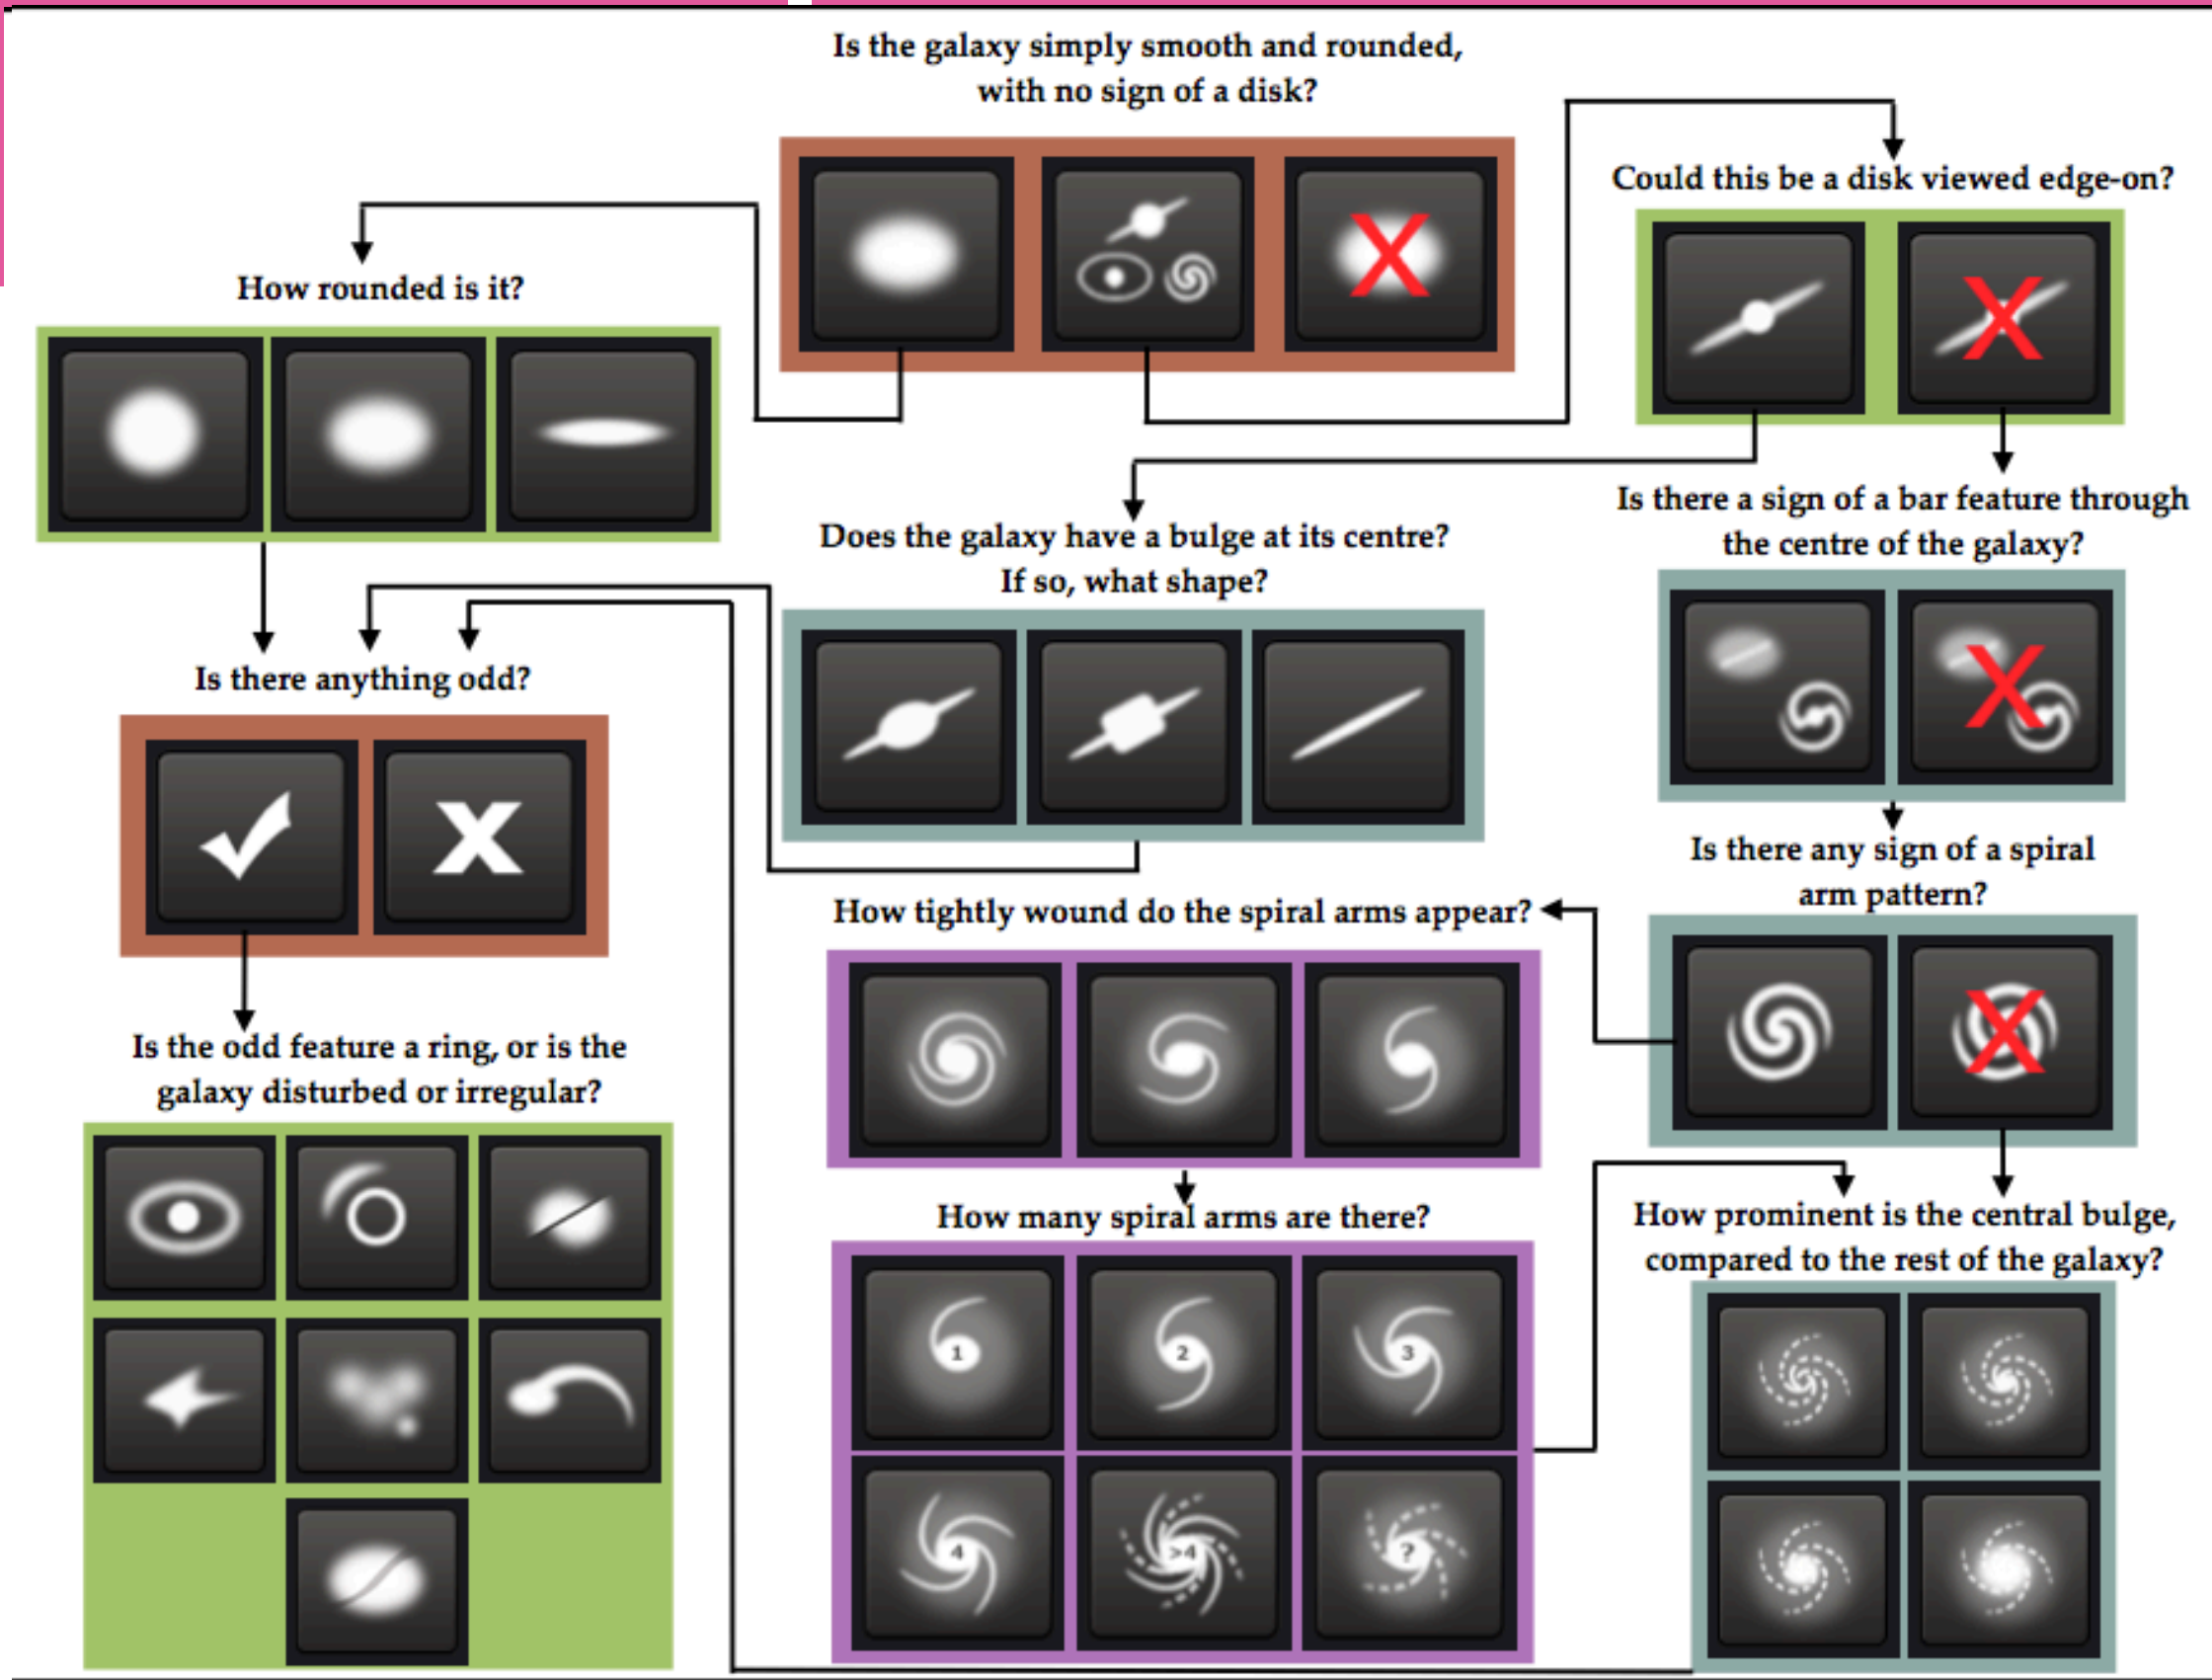 Is the galaxy simply smooth and rounded,
with no sign of a disk?
Could this be a disk viewed edge-on?
How rounded is it?
Is there a sign of a bar feature through
the centre of the galaxy?
Does the galaxy have a bulge at its centre?
If so, what shape?
Is there anything odd?
Is there any sign of a spiral
arm pattern?
How tightly wound do the spiral arms appear?
Is the odd feature a ring, or is the
galaxy disturbed or irregular?
How many spiral arms are there?
1
2
3
4
>4
?
How prominent is the central bulge,
compared to the rest of the galaxy?